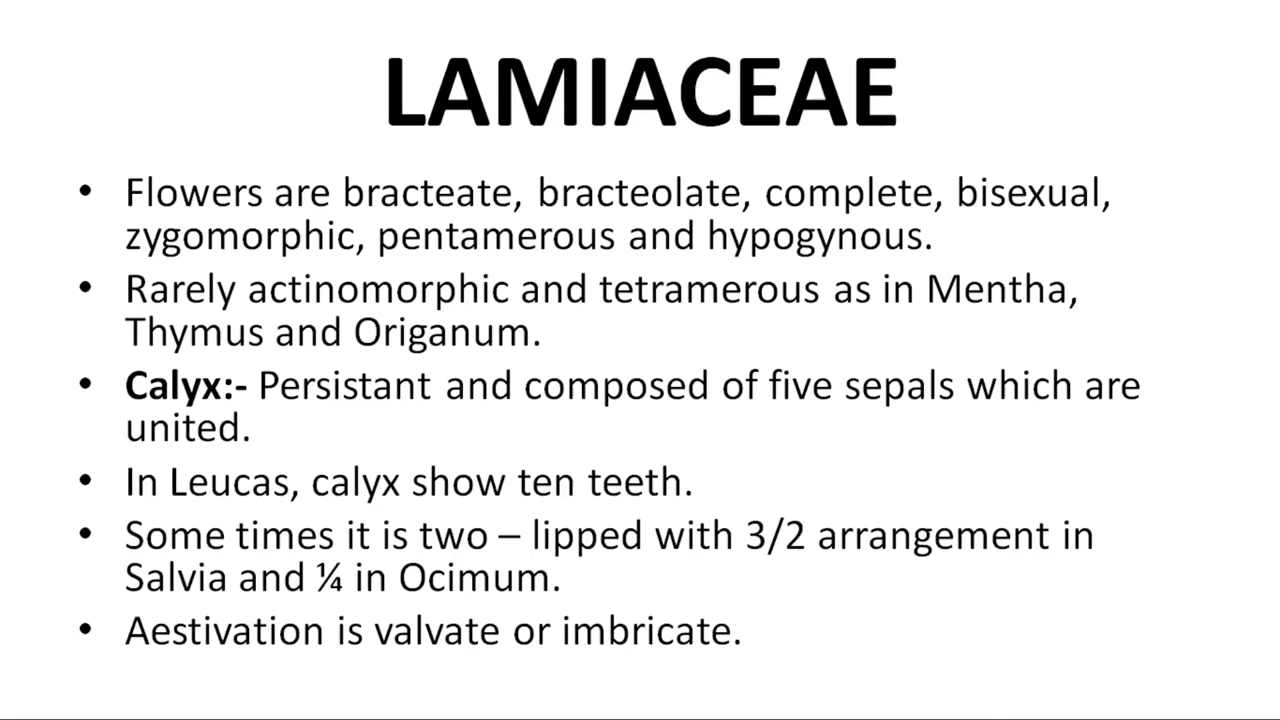 LAMIACEAE
• Flowers are bracteate, bracteolate, complete, bisexual,
zygomorphic, pentamerous and hypogynous.
• Rarely actinomorphic and tetramerous as in Mentha,
Thymus and Origanum.
• Calyx:- Persistant and composed of five sepals which are
united.
• In Leucas, calyx show ten teeth.
• Some times it is two – lipped with 3/2 arrangement in
Salvia and ¼ in Ocimum.
• Aestivation is valvate or imbricate.